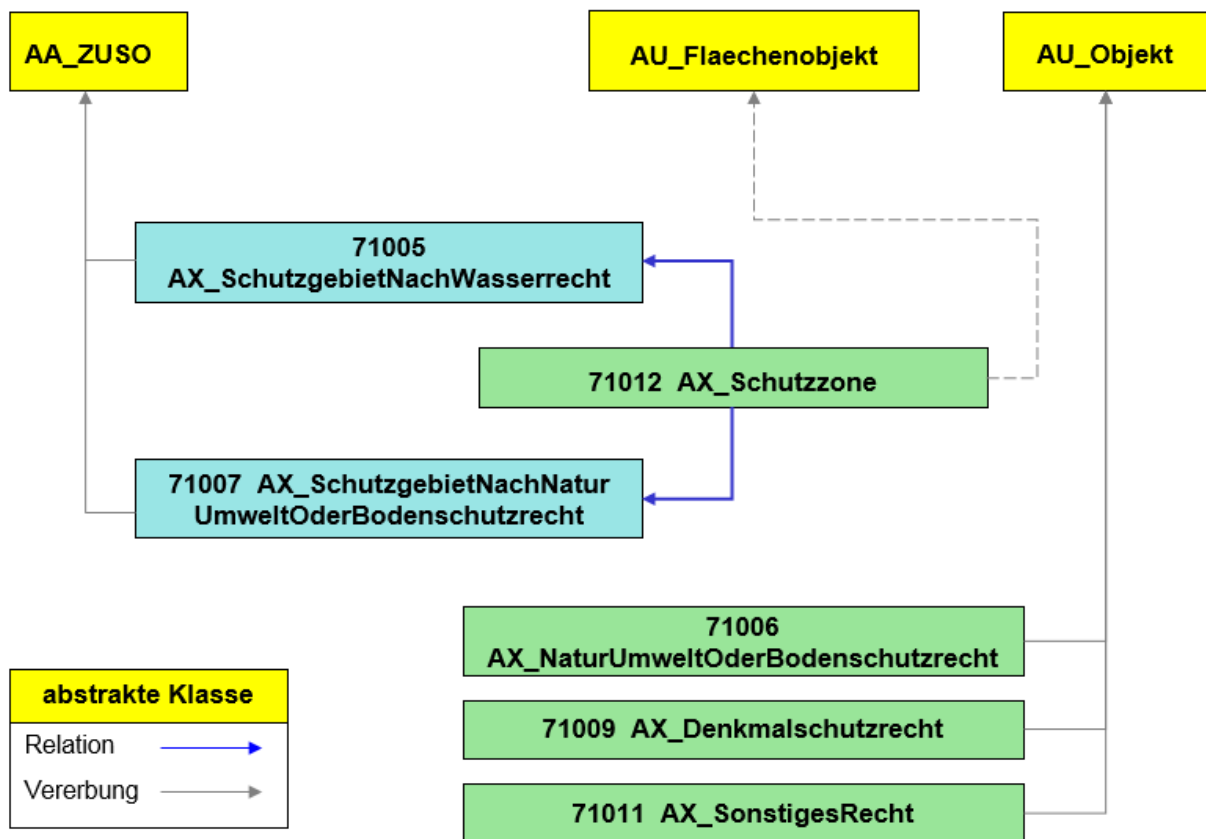 AA_ZUSO
AU_Flaechenobjekt
AU_Objekt
71005
AX_SchutzgebietNachWasserrecht
71012 AX_Schutzzone
71007 AX_SchutzgebietNachNatur
UmweltOderBodenschutzrecht
71006
AX_NaturUmweltOderBodenschutzrecht
71009 AX_Denkmalschutzrecht
71011 AX_SonstigesRecht
abstrakte Klasse
Relation
Vererbung